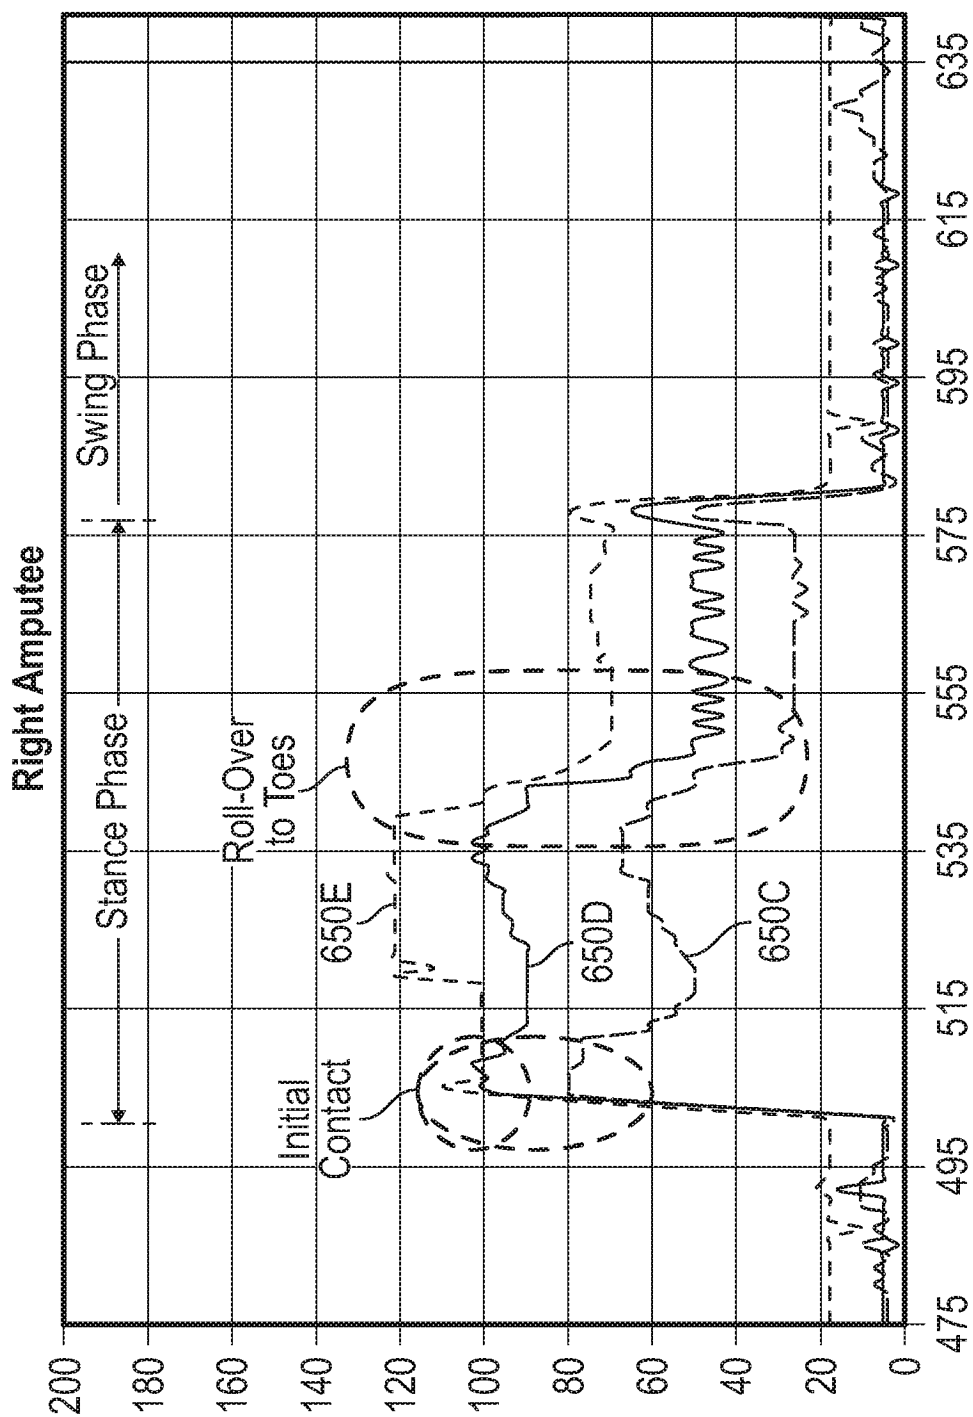 Right Amputee
Stance Phase
Swing Phase
Roll-Over
to Toes
Initial
Contact
650E
650D
650C
200
180
160
140
120
100
80
60
40
20
0
475
495
515
535
555
575
595
615
635